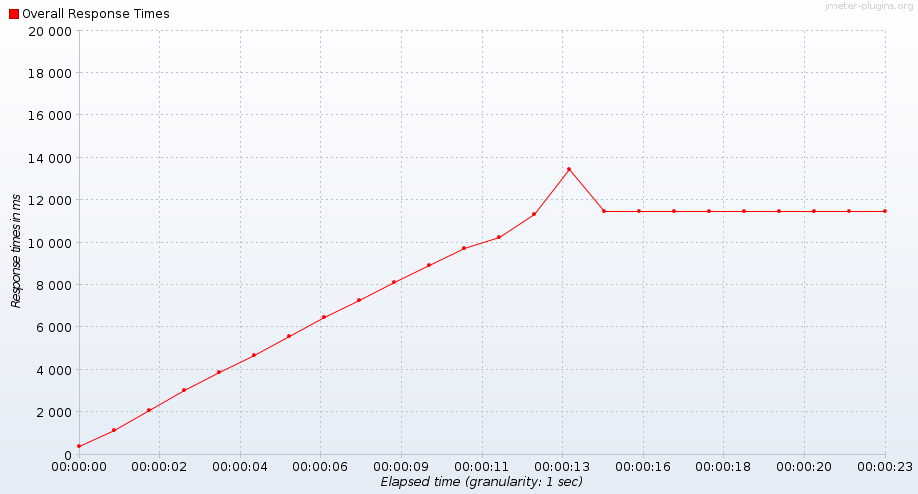 jmeter-plugins.org
Overall Response Times
20 000
18 000
16 000
14 000
12 000
10 000
8 000
6 000
4 000
2 000
0
Response times in ms
00:00:00 00:00:02 00:00:04 00:00:06 00:00:09 00:00:11 00:00:13 00:00:16 00:00:18 00:00:20 00:00:23
Elapsed time (granularity: 1 sec)